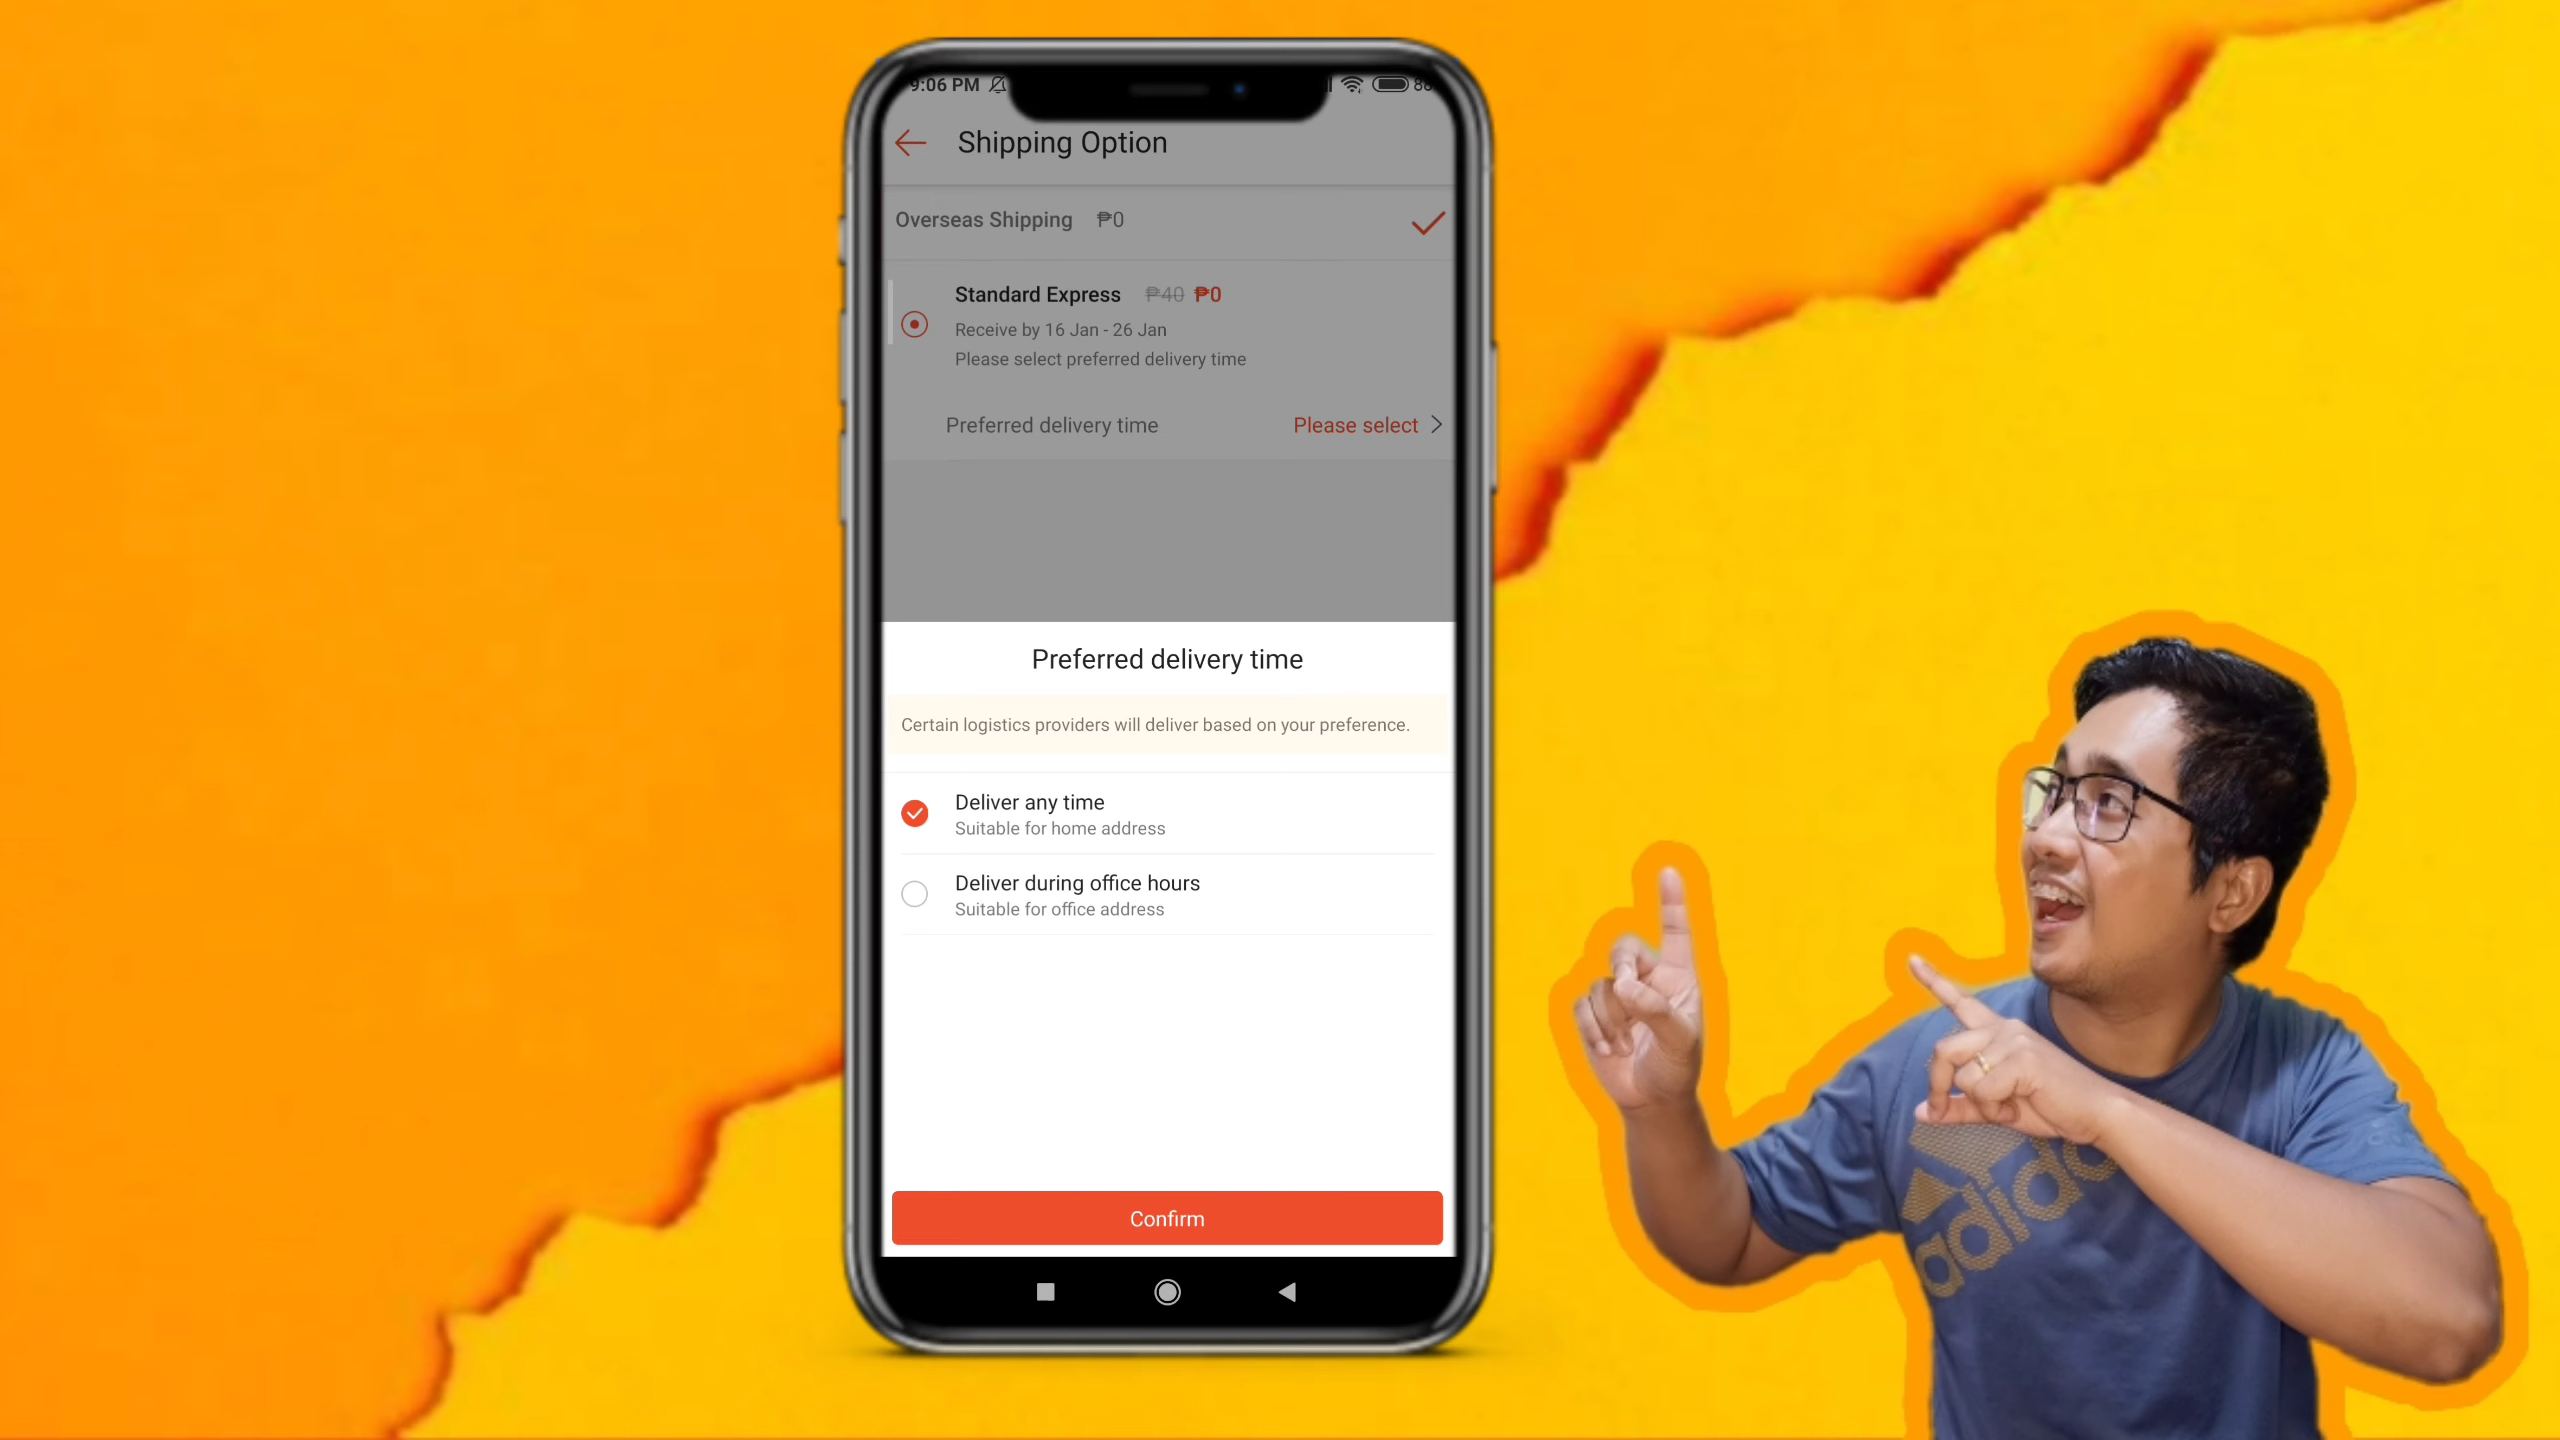 9:06 PM
Shipping Option
Overseas Shipping ₱0
Standard Express ₱40 ₱0
Receive by 16 Jan - 26 Jan
Please select preferred delivery time
Preferred delivery time Please select
Preferred delivery time
Certain logistics providers will deliver based on your preference.
Deliver any time
Suitable for home address
Deliver during office hours
Suitable for office address
Confirm
adidas